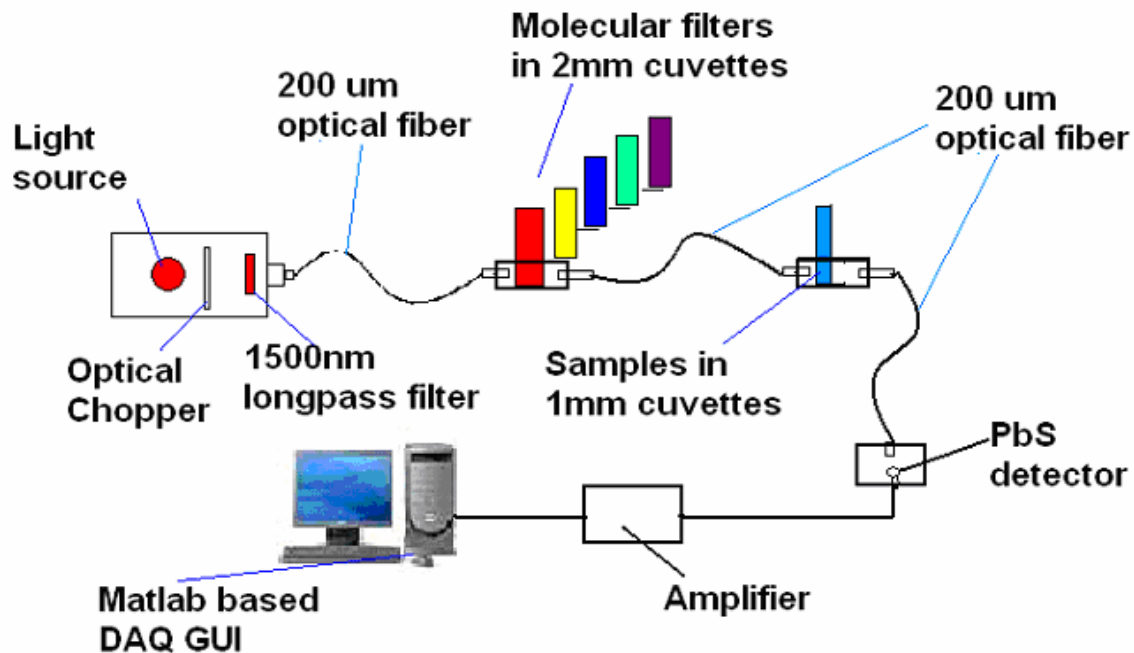 Molecular filters
in 2mm cuvettes
200 um
optical fiber
200 um
optical fiber
Light
source
Optical
Chopper
1500nm
longpass filter
Samples in
1mm cuvettes
PbS
detector
Matlab based
DAQ GUI
Amplifier